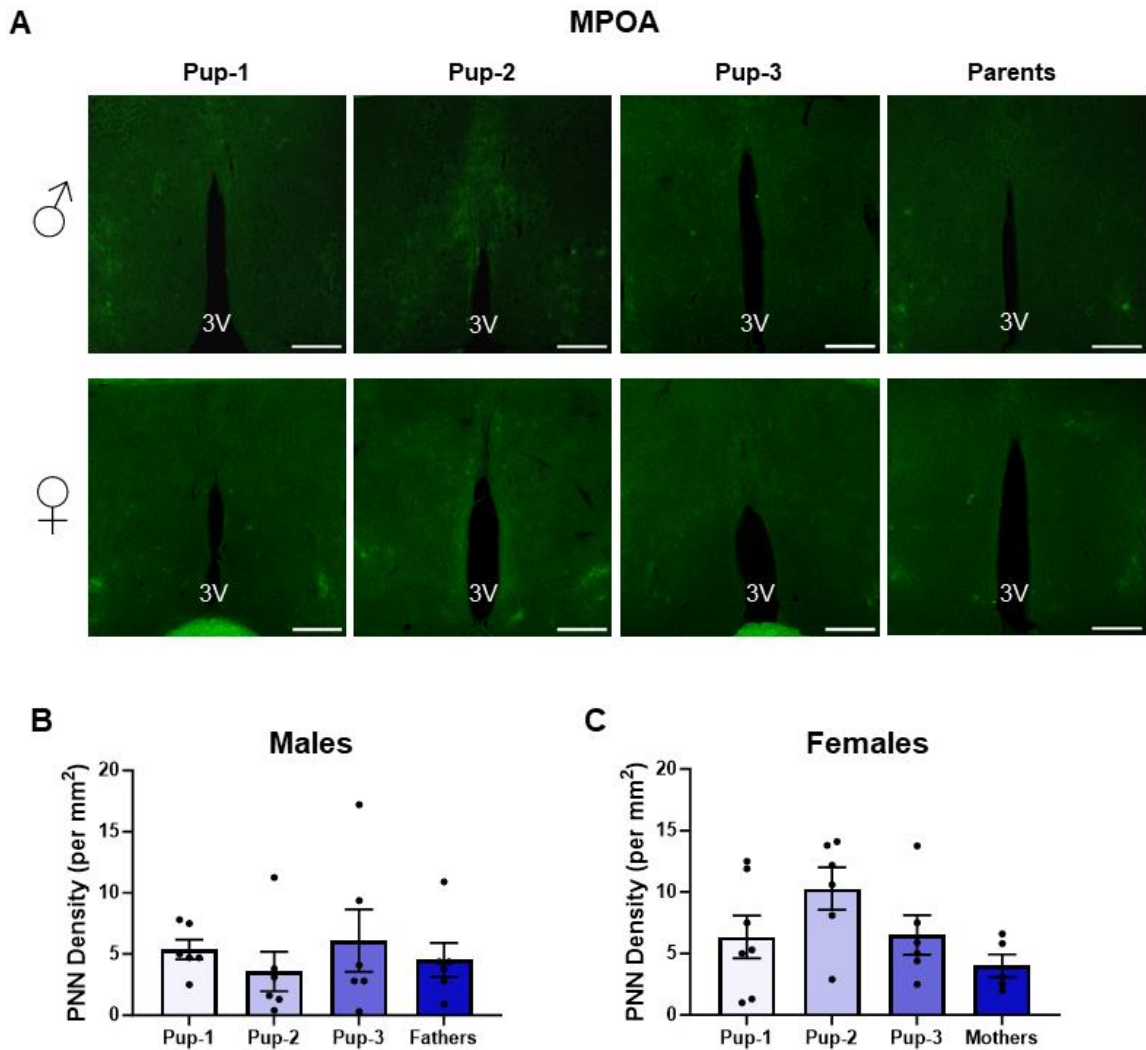 A
MPOA
Pup-1 Pup-2 Pup-3 Parents
♂
3V 3V 3V 3V
♀
3V 3V 3V 3V
B
Males
PNN Density (per mm²)
20
15
10
5
0
Pup-1 Pup-2 Pup-3 Fathers
C
Females
PNN Density (per mm²)
20
15
10
5
0
Pup-1 Pup-2 Pup-3 Mothers